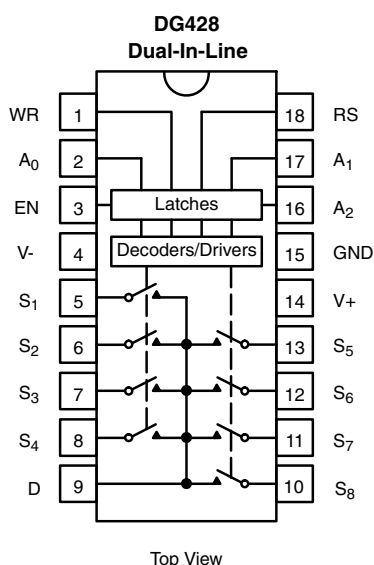 DG428
Dual-In-Line
WR 1 18 RS
A0 2 17 A1
EN 3 Latches 16 A2
V- 4 Decoders/Drivers 15 GND
S1 5 14 V+
S2 6 13 S5
S3 7 12 S6
S4 8 11 S7
D 9 10 S8
Top View